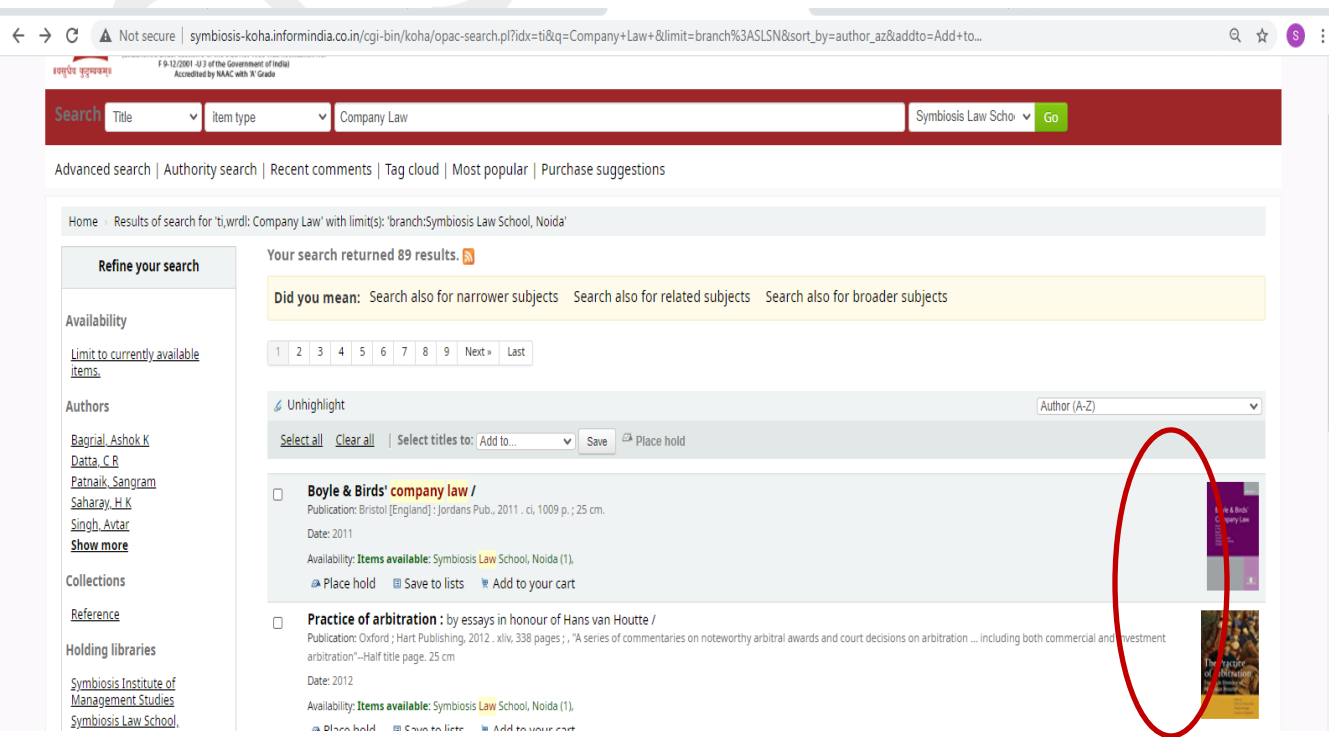 Not secure | symbiosis-koha.informindia.co.in/cgi-bin/koha/opac-search.pl?idx=ti&q=Company+Law+&limit=branch%3ASLSN&sort_by=author_az&addto=Add+to...
S
॥वसुधैव कुटुम्बकम्॥
F 9-12/2001 -U 3 of the Government of India)
Accredited by NAAC with 'A' Grade
Search Title item type Company Law Symbiosis Law Schoo Go
Advanced search | Authority search | Recent comments | Tag cloud | Most popular | Purchase suggestions
Home › Results of search for 'ti,wrdl: Company Law' with limit(s): 'branch:Symbiosis Law School, Noida'
Refine your search
Availability
Limit to currently available
items.
Authors
Bagrial, Ashok K
Datta, C R
Patnaik, Sangram
Saharay, H K
Singh, Avtar
Show more
Collections
Reference
Holding libraries
Symbiosis Institute of
Management Studies
Symbiosis Law School,
Your search returned 89 results.
Did you mean: Search also for narrower subjects Search also for related subjects Search also for broader subjects
1 2 3 4 5 6 7 8 9 Next» Last
Unhighlight Author (A-Z)
Select all Clear all | Select titles to: Add to... Save Place hold
Boyle & Birds' company law /
Publication: Bristol [England] : Jordans Pub., 2011 . ci, 1009 p. ; 25 cm.
Date: 2011
Availability: Items available: Symbiosis Law School, Noida (1),
Place hold Save to lists Add to your cart
Boyle & Birds'
Company Law
Practice of arbitration : by essays in honour of Hans van Houtte /
Publication: Oxford ; Hart Publishing, 2012 . xliv, 338 pages ; , "A series of commentaries on noteworthy arbitral awards and court decisions on arbitration ... including both commercial and investment
arbitration"--Half title page. 25 cm
Date: 2012
Availability: Items available: Symbiosis Law School, Noida (1),
Place hold Save to lists Add to your cart
The Practice
of Arbitration